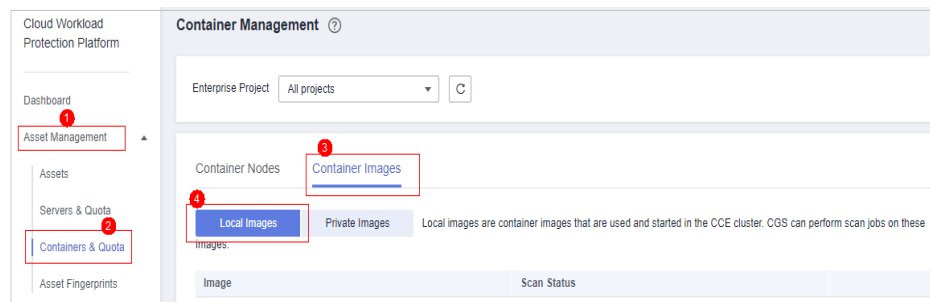 Cloud Workload
Protection Platform
Container Management ?
Enterprise Project All projects
Dashboard
1
Asset Management
3
Container Nodes Container Images
Assets
4
Servers & Quota
2
Local Images Private Images Local images are container images that are used and started in the CCE cluster. CGS can perform scan jobs on these
images.
Containers & Quota
Asset Fingerprints
Image Scan Status